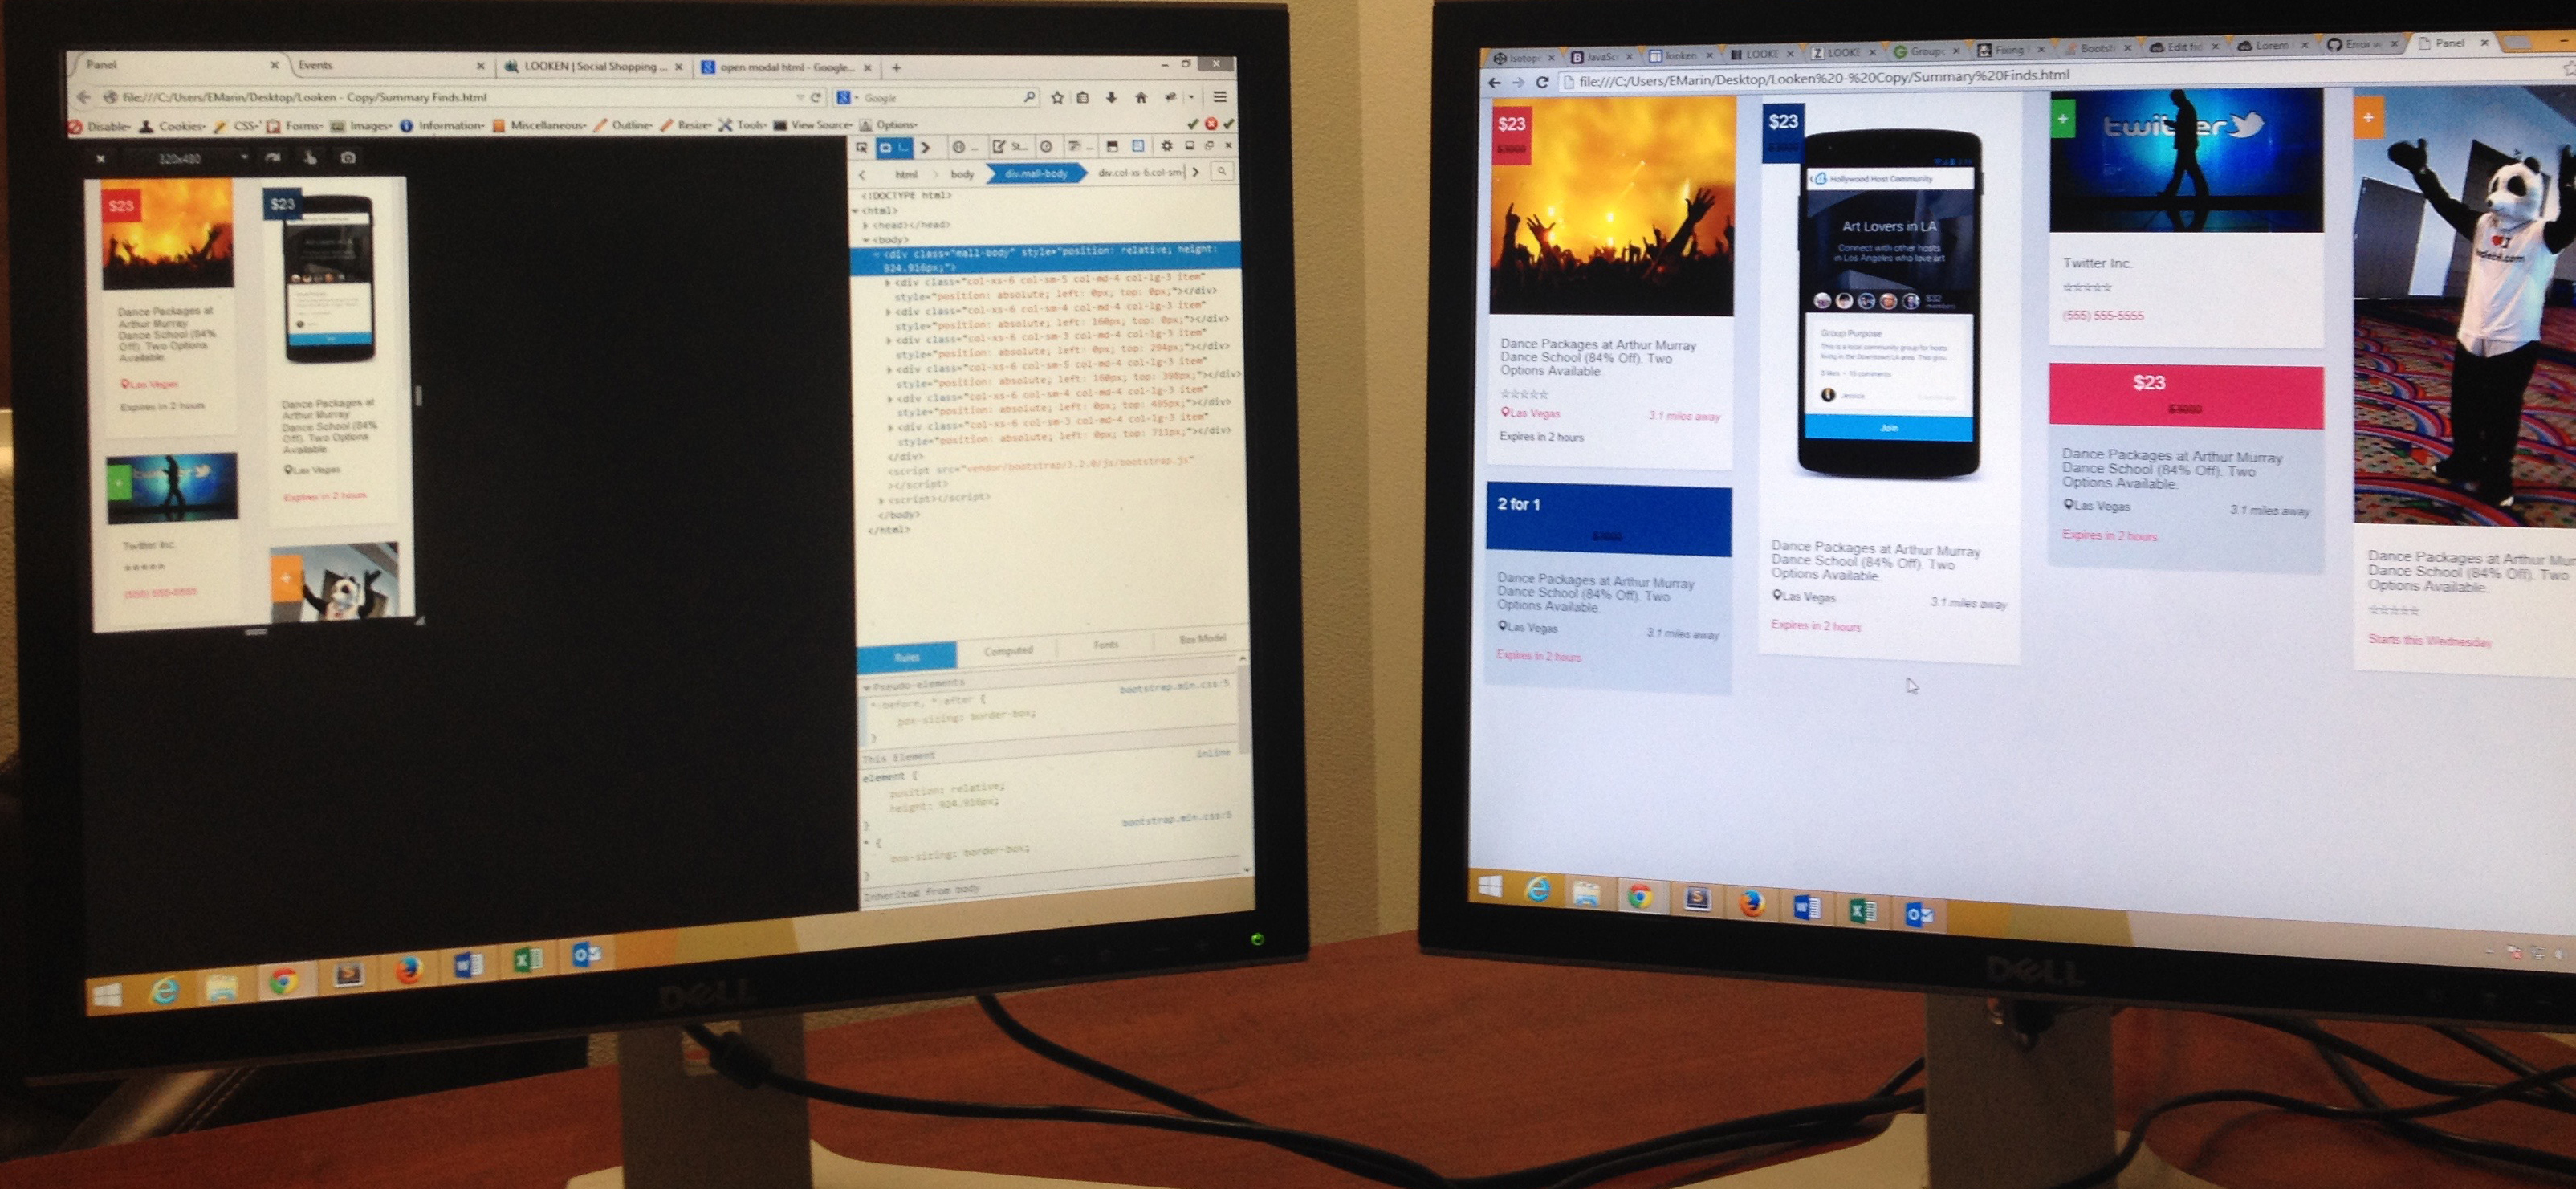 Panel
Events
LOOKEN | Social Shopping ...
open modal html - Google...
file:///C:/Users/EMarin/Desktop/Looken - Copy/Summary Finds.html
Google
Disable
Cookies
CSS
Forms
Images
Information
Miscellaneous
Outline
Resize
Tools
View Source
Options
320x480
html
body
div.mall-body
div.col-xs-6.col-sm-
<!DOCTYPE html>
<html>
<head></head>
<body>
<div class="mall-body" style="position: relative; height:
924.916px;">
<div class="col-xs-6 col-sm-5 col-md-4 col-lg-3 item"
style="position: absolute; left: 0px; top: 0px;"></div>
<div class="col-xs-6 col-sm-4 col-md-4 col-lg-3 item"
style="position: absolute; left: 160px; top: 0px;"></div>
<div class="col-xs-6 col-sm-3 col-md-4 col-lg-3 item"
style="position: absolute; left: 0px; top: 294px;"></div>
<div class="col-xs-6 col-sm-5 col-md-4 col-lg-3 item"
style="position: absolute; left: 160px; top: 398px;"></div>
<div class="col-xs-6 col-sm-4 col-md-4 col-lg-3 item"
style="position: absolute; left: 0px; top: 495px;"></div>
<div class="col-xs-6 col-sm-3 col-md-4 col-lg-3 item"
style="position: absolute; left: 0px; top: 711px;"></div>
</div>
<script src="vendor/bootstrap/3.2.0/js/bootstrap.js"
></script>
<script></script>
</body>
</html>
Rules
Computed
Fonts
Box Model
Pseudo-elements
*:before, *:after {
bootstrap.min.css:5
box-sizing: border-box;
}
This Element
element {
inline
position: relative;
height: 924.916px;
}
* {
bootstrap.min.css:5
box-sizing: border-box;
}
Inherited from body
$23
Dance Packages at
Arthur Murray
Dance School (84%
Off). Two Options
Available.
Las Vegas
Expires in 2 hours
Twitter Inc.
(555) 555-5555
$23
Dance Packages at
Arthur Murray
Dance School (84%
Off). Two Options
Available.
Las Vegas
Expires in 2 hours
DELL
Isotop
JavaSc
looken
LOOKE
LOOKE
Group
Fixing
Bootst
Edit fid
Lorem
Error w
Panel
file:///C:/Users/EMarin/Desktop/Looken%20-%20Copy/Summary%20Finds.html
$23
$3000
Dance Packages at Arthur Murray
Dance School (84% Off). Two
Options Available.
Las Vegas
3.1 miles away
Expires in 2 hours
2 for 1
$3000
Dance Packages at Arthur Murray
Dance School (84% Off). Two
Options Available.
Las Vegas
3.1 miles away
Expires in 2 hours
$23
Hollywood Host Community
Art Lovers in LA
Connect with other hosts
in Los Angeles who love art
832
members
Group Purpose
Jessica
Join
Dance Packages at Arthur Murray
Dance School (84% Off). Two
Options Available.
Las Vegas
3.1 miles away
Expires in 2 hours
twitter
Twitter Inc.
(555) 555-5555
$23
$3000
Dance Packages at Arthur Murray
Dance School (84% Off). Two
Options Available.
Las Vegas
3.1 miles away
Expires in 2 hours
Dance Packages at Arthur Mur
Dance School (84% Off). Two
Options Available.
Starts this Wednesday
DELL